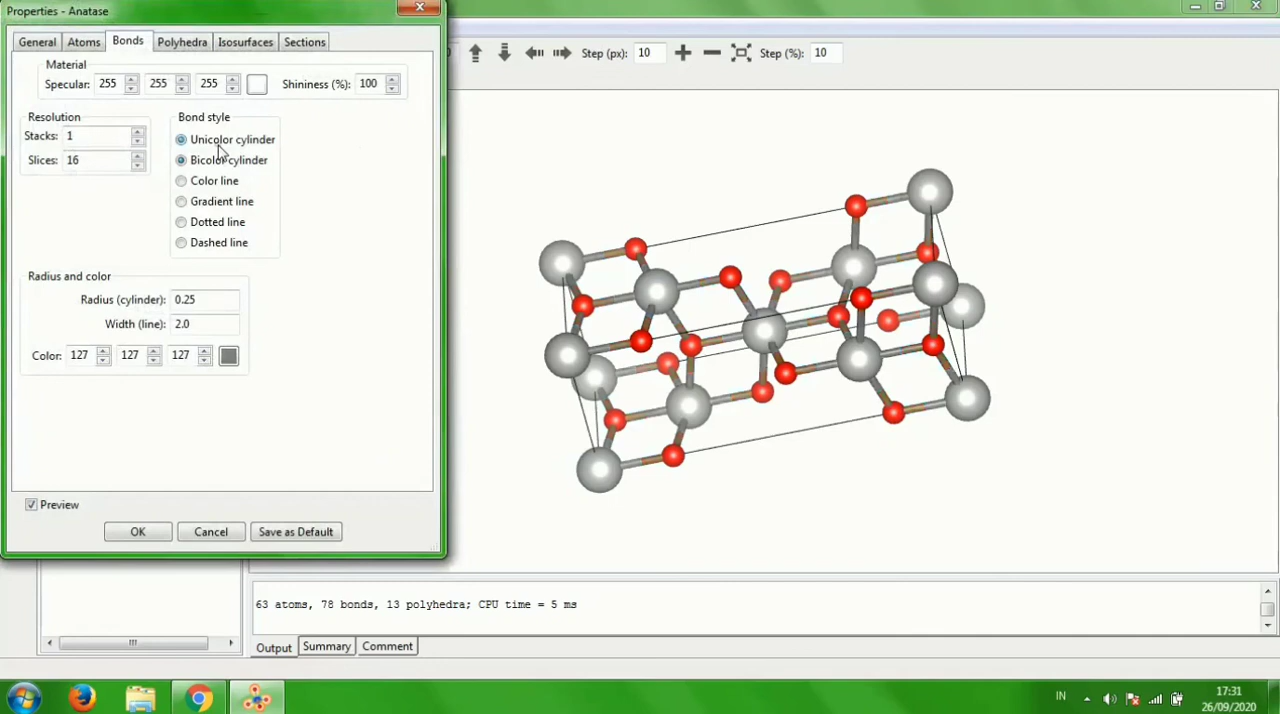 Properties - Anatase
General Atoms Bonds Polyhedra Isosurfaces Sections
Step (px): 10 Step (%): 10
Material
Specular: 255 255 255 Shininess (%): 100
Resolution
Stacks: 1
Slices: 16
Bond style
Unicolor cylinder
Bicolor cylinder
Color line
Gradient line
Dotted line
Dashed line
Radius and color
Radius (cylinder): 0.25
Width (line): 2.0
Color: 127 127 127
Preview
OK Cancel Save as Default
63 atoms, 78 bonds, 13 polyhedra; CPU time = 5 ms
Output Summary Comment
IN
17:31
26/09/2020